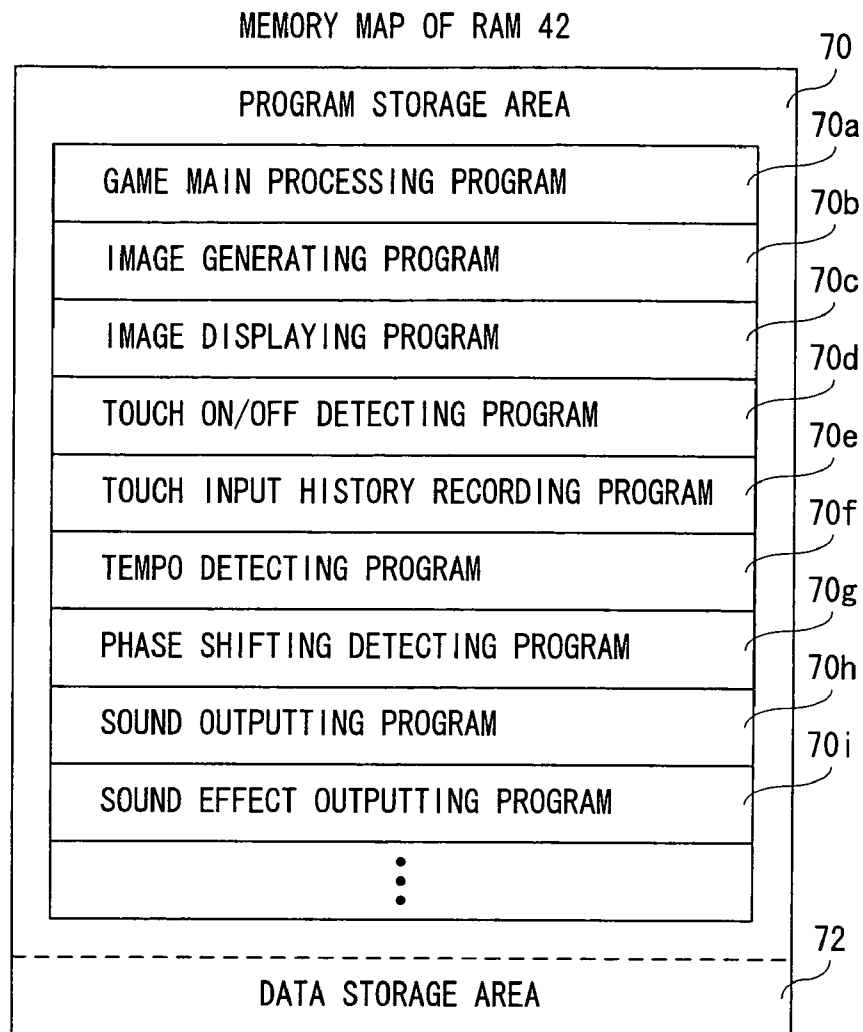 MEMORY MAP OF RAM 42
70
PROGRAM STORAGE AREA
70a
GAME MAIN PROCESSING PROGRAM
70b
IMAGE GENERATING PROGRAM
70c
IMAGE DISPLAYING PROGRAM
70d
TOUCH ON/OFF DETECTING PROGRAM
70e
TOUCH INPUT HISTORY RECORDING PROGRAM
70f
TEMPO DETECTING PROGRAM
70g
PHASE SHIFTING DETECTING PROGRAM
70h
SOUND OUTPUTTING PROGRAM
70i
SOUND EFFECT OUTPUTTING PROGRAM
72
DATA STORAGE AREA